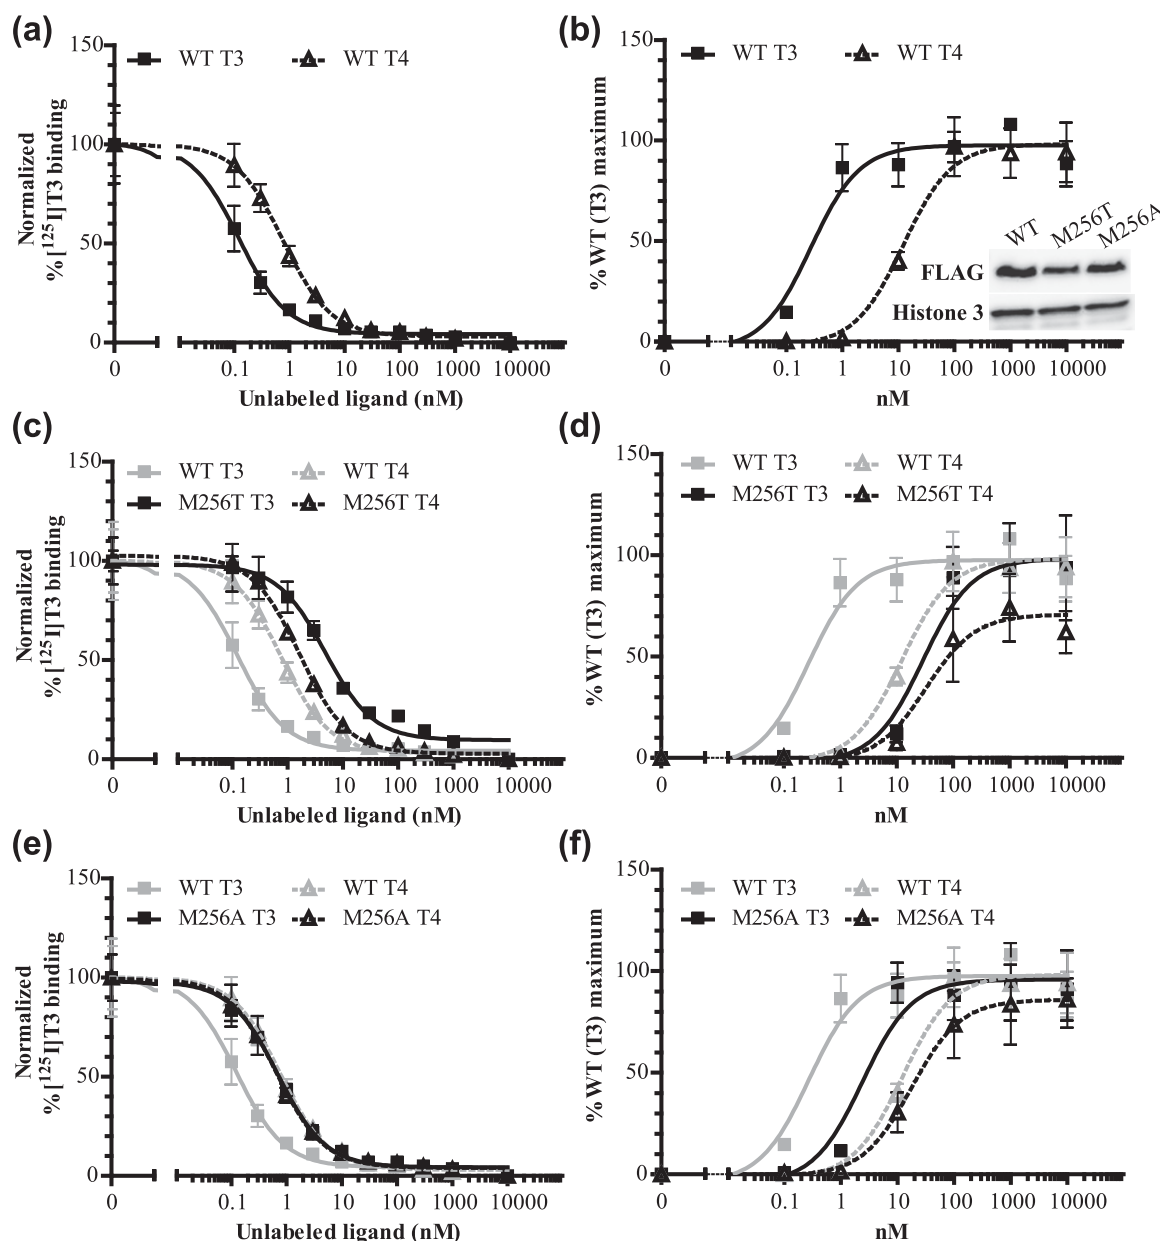 (a)
150
WT T3 WT T4
100
50
0
Normalized
%[125I]T3 binding
0 0.1 1 10 100 1000 10000
Unlabeled ligand (nM)
(b)
150
WT T3 WT T4
100
50
0
%WT (T3) maximum
WT M256T M256A
FLAG
Histone 3
0 0.1 1 10 100 1000 10000
nM
(c)
150
WT T3 WT T4
M256T T3 M256T T4
100
50
0
Normalized
%[125I]T3 binding
0 0.1 1 10 100 1000 10000
Unlabeled ligand (nM)
(d)
150
WT T3 WT T4
M256T T3 M256T T4
100
50
0
%WT (T3) maximum
0 0.1 1 10 100 1000 10000
nM
(e)
150
WT T3 WT T4
M256A T3 M256A T4
100
50
0
Normalized
%[125I]T3 binding
0 0.1 1 10 100 1000 10000
Unlabeled ligand (nM)
(f)
150
WT T3 WT T4
M256A T3 M256A T4
100
50
0
%WT (T3) maximum
0 0.1 1 10 100 1000 10000
nM